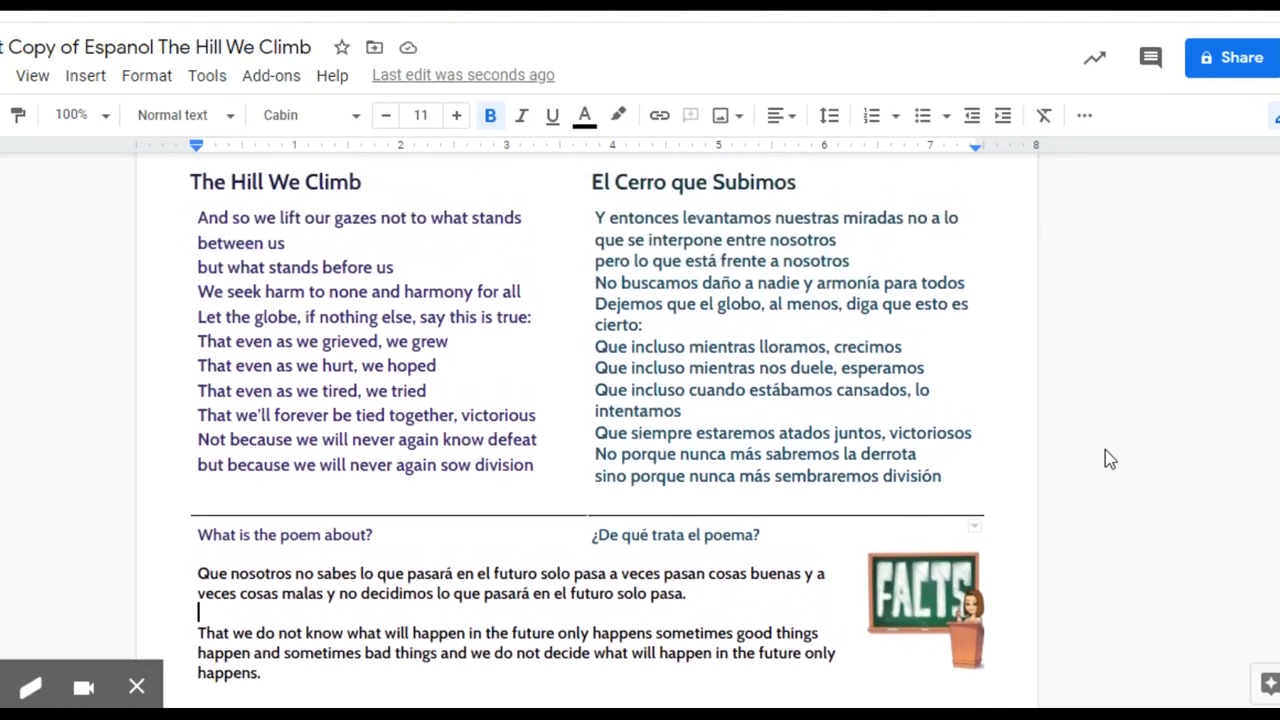 t Copy of Espanol The Hill We Climb
View Insert Format Tools Add-ons Help Last edit was seconds ago
Share
100% Normal text Cabin − 11 + B I U A
1 2 3 4 5 6 7 8
The Hill We Climb
And so we lift our gazes not to what stands
between us
but what stands before us
We seek harm to none and harmony for all
Let the globe, if nothing else, say this is true:
That even as we grieved, we grew
That even as we hurt, we hoped
That even as we tired, we tried
That we'll forever be tied together, victorious
Not because we will never again know defeat
but because we will never again sow division
El Cerro que Subimos
Y entonces levantamos nuestras miradas no a lo
que se interpone entre nosotros
pero lo que está frente a nosotros
No buscamos daño a nadie y armonía para todos
Dejemos que el globo, al menos, diga que esto es
cierto:
Que incluso mientras lloramos, crecimos
Que incluso mientras nos duele, esperamos
Que incluso cuando estábamos cansados, lo
intentamos
Que siempre estaremos atados juntos, victoriosos
No porque nunca más sabremos la derrota
sino porque nunca más sembraremos división
What is the poem about?
¿De qué trata el poema?
Que nosotros no sabes lo que pasará en el futuro solo pasa a veces pasan cosas buenas y a
veces cosas malas y no decidimos lo que pasará en el futuro solo pasa.
That we do not know what will happen in the future only happens sometimes good things
happen and sometimes bad things and we do not decide what will happen in the future only
happens.
FACTS